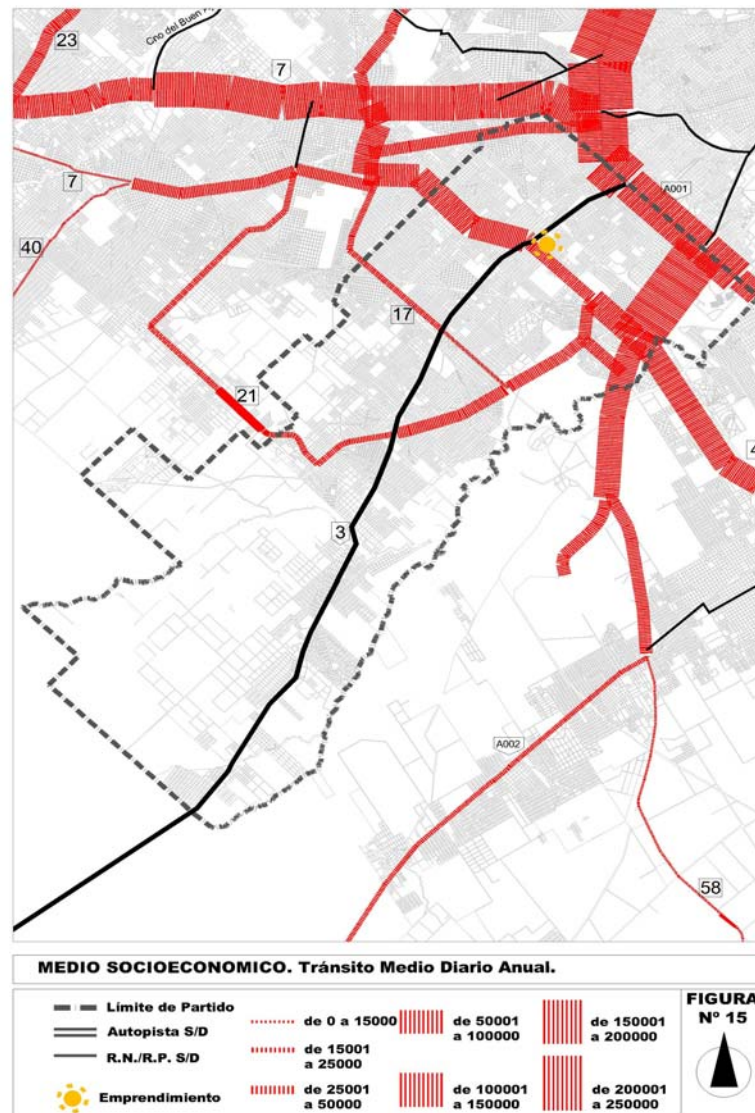 23
Cno del Buen
7
A001
7
40
17
21
4
3
A002
58
MEDIO SOCIOECONOMICO. Tránsito Medio Diario Anual.
Límite de Partido
Autopista S/D
R.N./R.P. S/D
Emprendimiento
de 0 a 15000
de 15001
a 25000
de 25001
a 50000
de 50001
a 100000
de 100001
a 150000
de 150001
a 200000
de 200001
a 250000
FIGURA
Nº 15